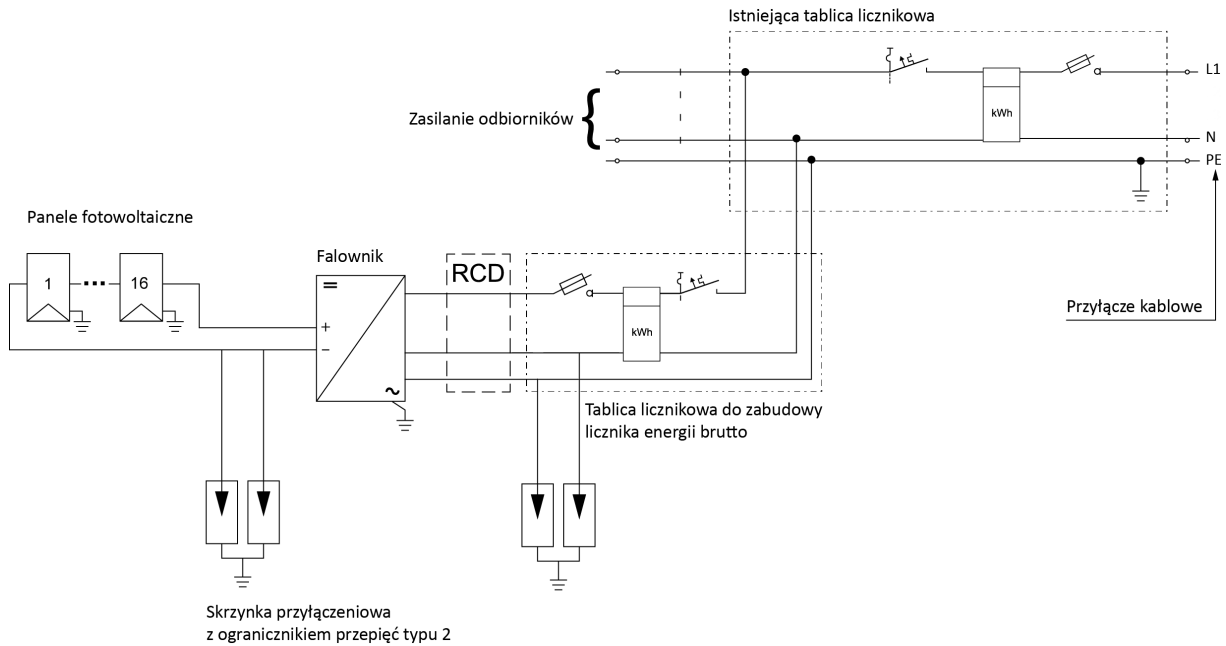 Istniejąca tablica licznikowa
L1
kWh
Zasilanie odbiorników
N
PE
Panele fotowoltaiczne
Falownik
RCD
1
16
Przyłącze kablowe
+
kWh
−
Tablica licznikowa do zabudowy
licznika energii brutto
Skrzynka przyłączeniowa
z ogranicznikiem przepięć typu 2